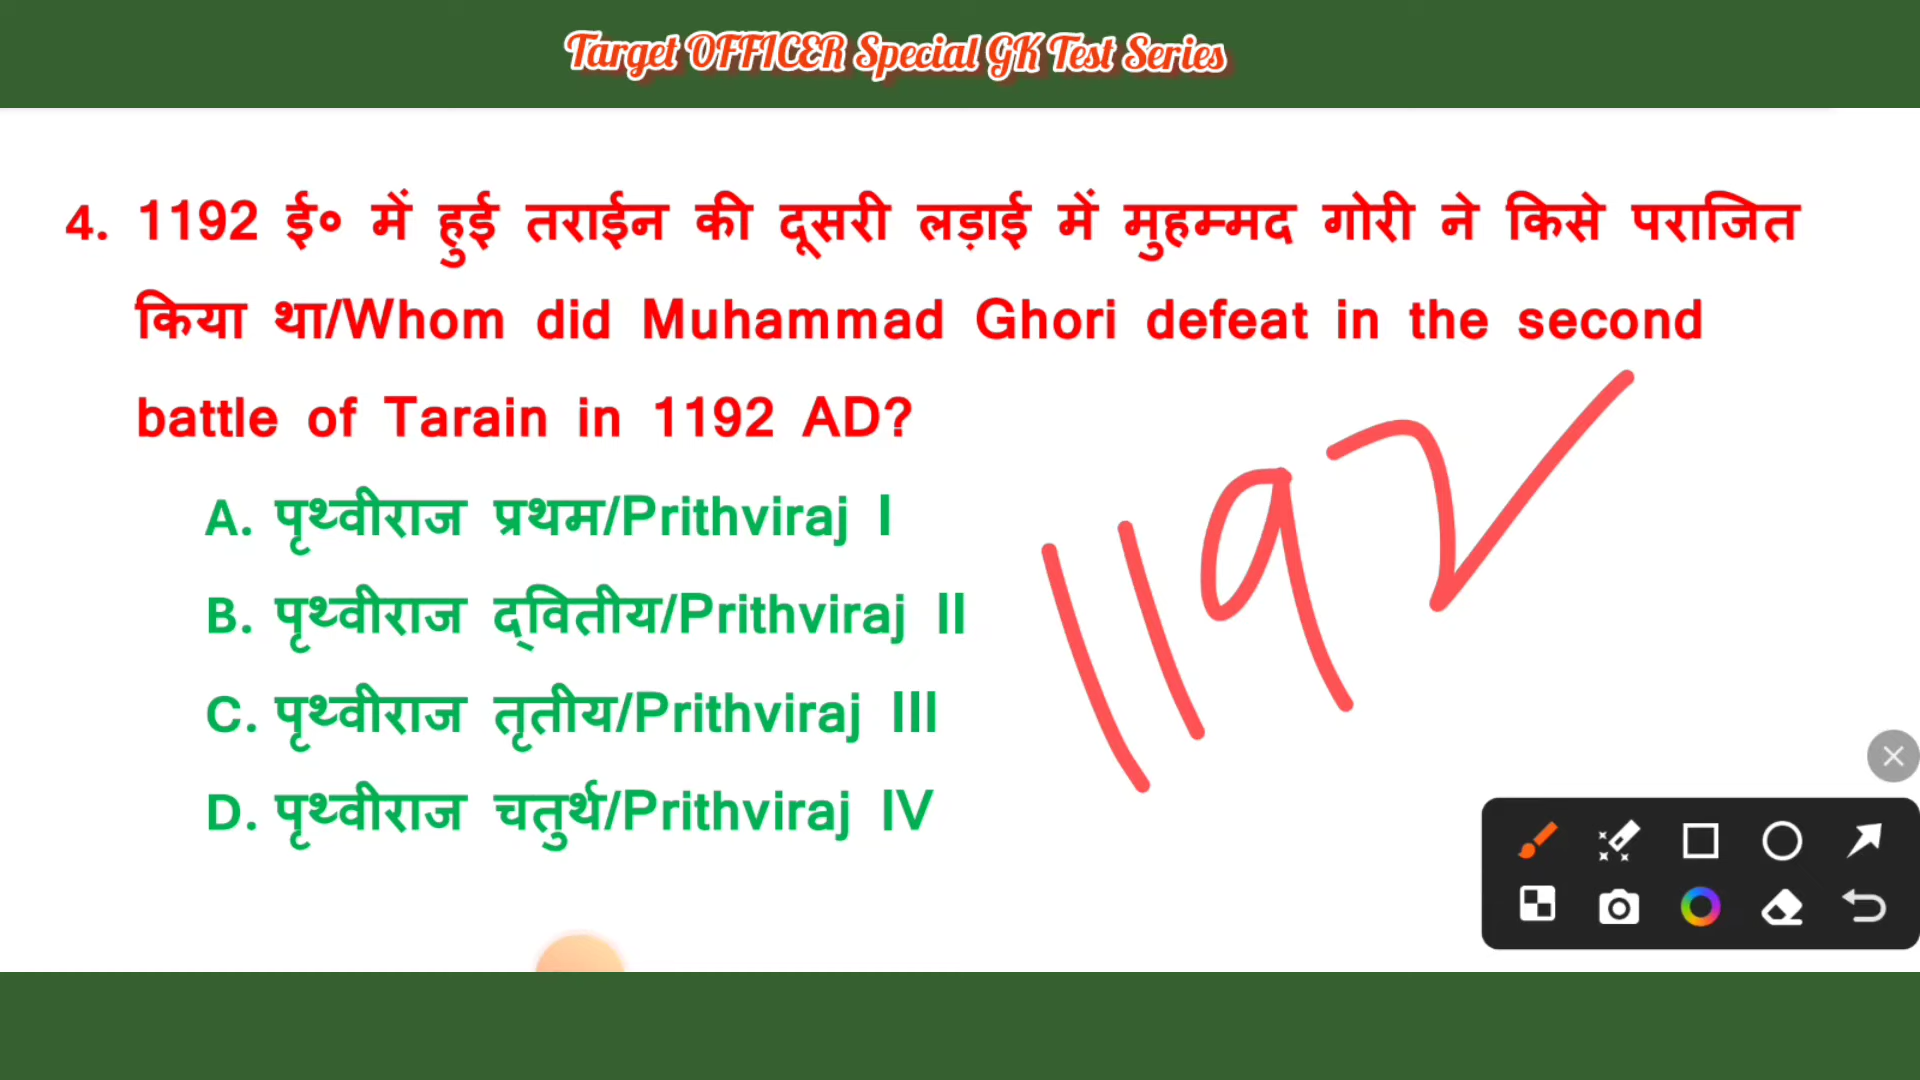 Target OFFICER Special GK Test Series
4. 1192 ई० में हुई तराईन की दूसरी लड़ाई में मुहम्मद गोरी ने किसे पराजित
किया था/Whom did Muhammad Ghori defeat in the second
battle of Tarain in 1192 AD?
A. पृथ्वीराज प्रथम/Prithviraj I
B. पृथ्वीराज द्वितीय/Prithviraj II
C. पृथ्वीराज तृतीय/Prithviraj III
D. पृथ्वीराज चतुर्थ/Prithviraj IV
1192